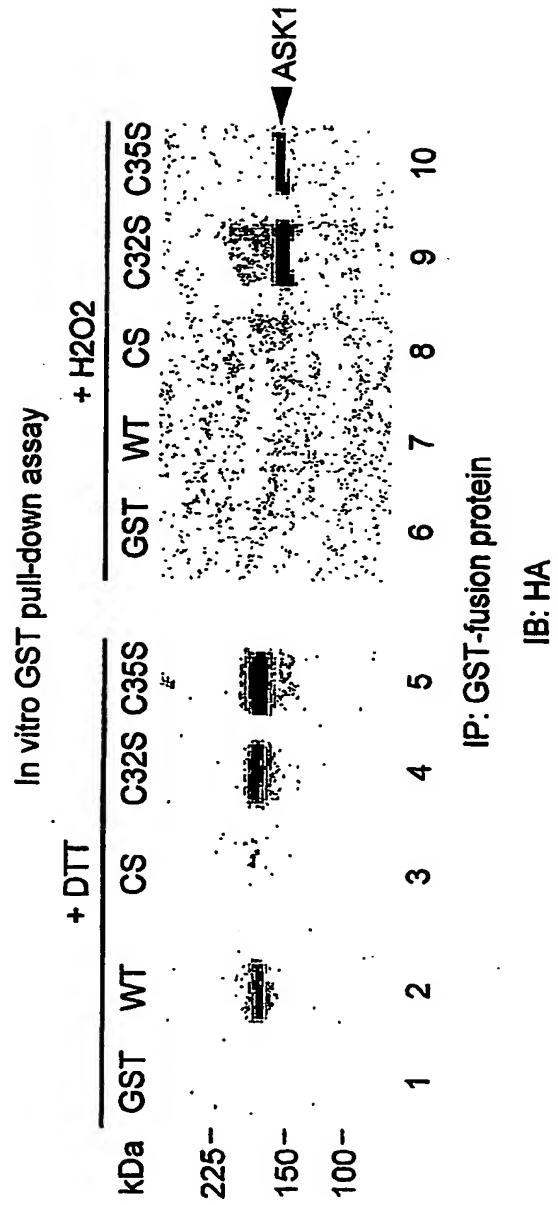 In vitro GST pull-down assay
+ DTT + H2O2
kDa GST WT CS C32S C35S GST WT CS C32S C35S
225-
150-
100-
ASK1
1 2 3 4 5 6 7 8 9 10
IP: GST-fusion protein
IB: HA